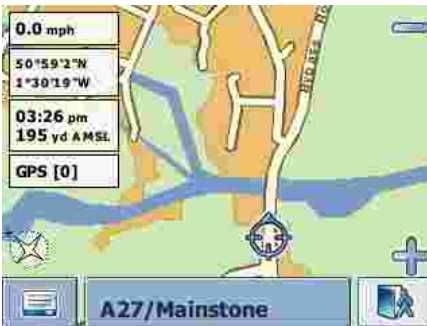 0.0 mph
50°59'2"N
1°30'19"W
03:26 pm
195 yd AMSL
GPS [0]
A27/Mainstone